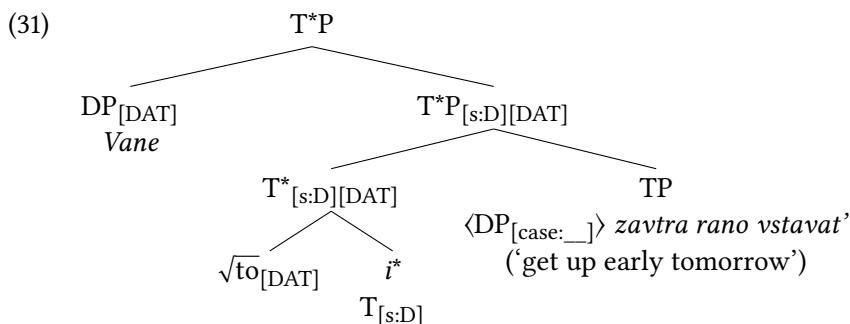 (31) T*P
DP[DAT] T*P[s:D][DAT]
Vane
T*[s:D][DAT] TP
⟨DP[case:__]⟩ zavtra rano vstavat’
√to[DAT] i* (‘get up early tomorrow’)
T[s:D]